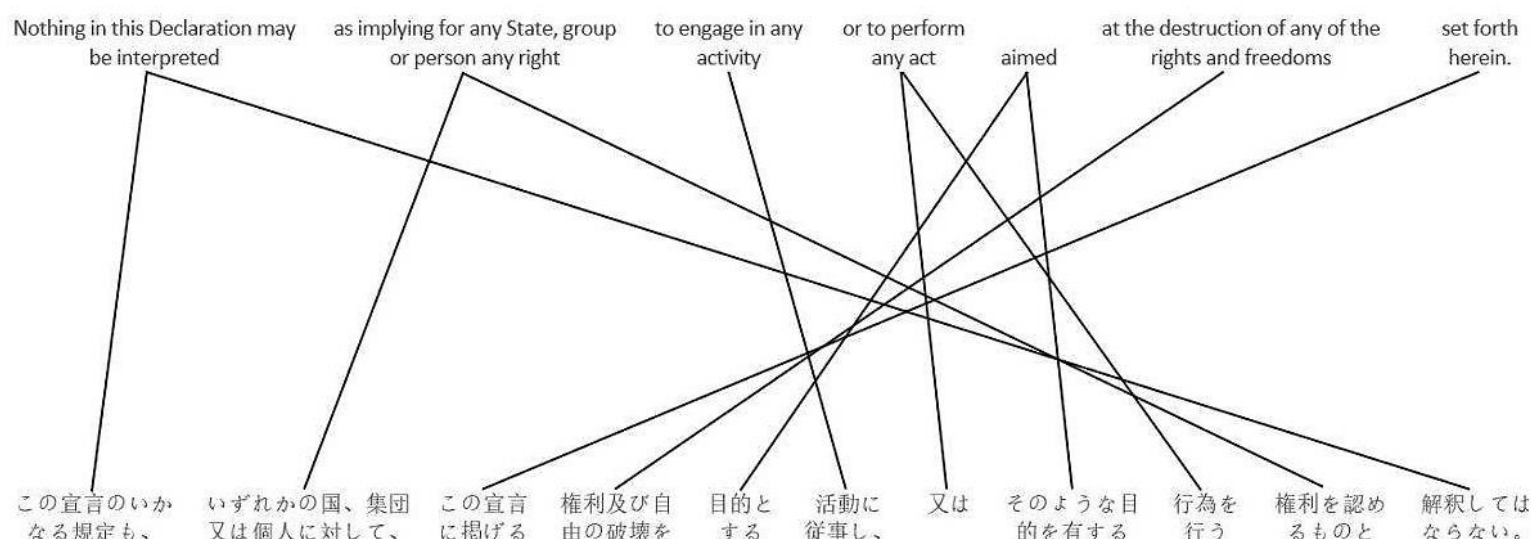 Nothing in this Declaration may
be interpreted
as implying for any State, group
or person any right
to engage in any
activity
or to perform
any act
aimed
at the destruction of any of the
rights and freedoms
set forth
herein.
この宣言のいか
なる規定も、
いずれかの国、集団
又は個人に対して、
この宣言
に掲げる
権利及び自
由の破壊を
目的と
する
活動に
従事し、
又は
そのような目
的を有する
行為を
行う
権利を認め
るものと
解釈しては
ならない。